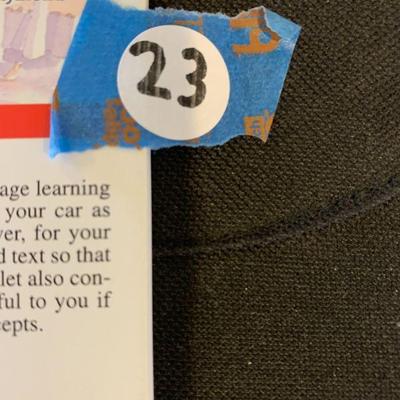 23
age learning
your car as
ver, for your
d text so that
let also con-
ful to you if
cepts.